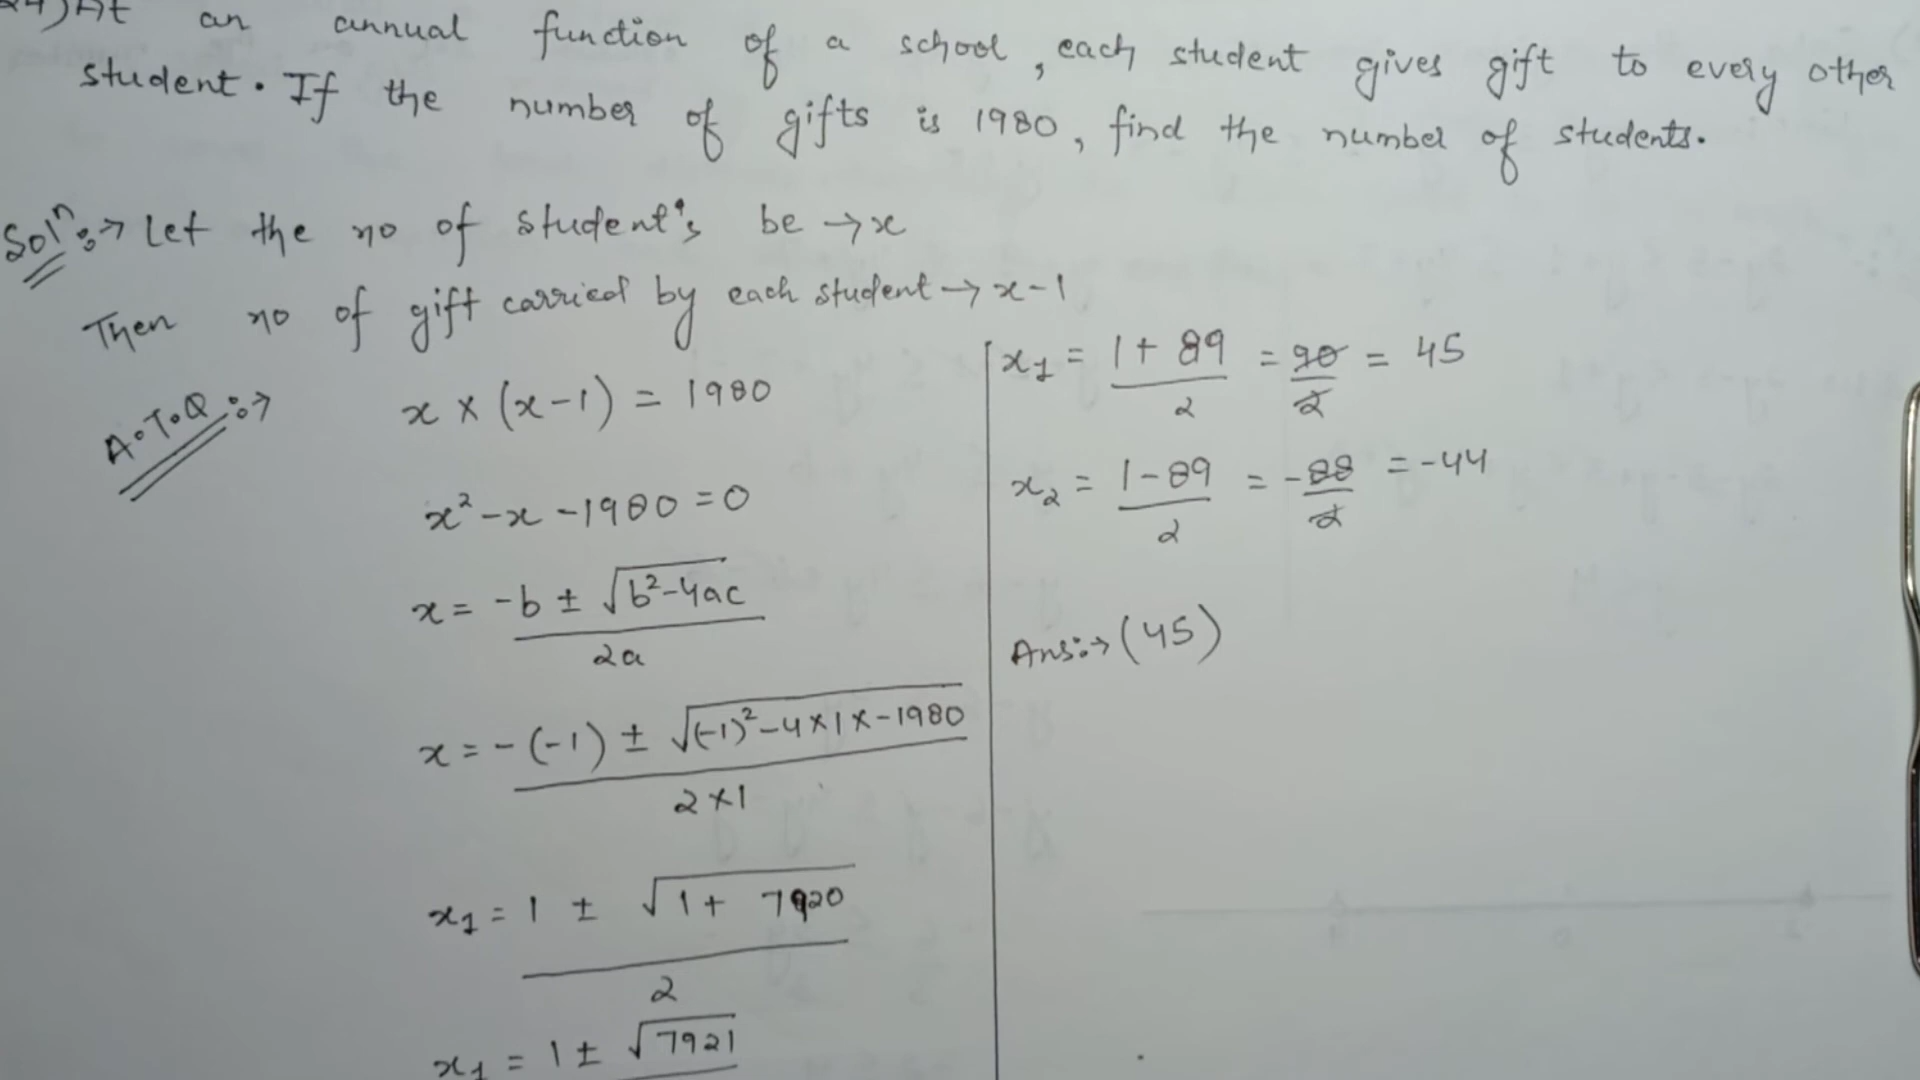 24) At an annual function of a school, each student gives gift to every other
student. If the number of gifts is 1980, find the number of students.
Solⁿ:→ Let the no of student's be → x
Then no of gift carried by each student → x-1
A.T.Q:→ x × (x-1) = 1980
x² - x - 1980 = 0
x = -b ± √b²-4ac
2a
x = -(-1) ± √(-1)²-4×1×-1980
2×1
x₁ = 1 ± √1+ 7920
2
x₁ = 1 ± √7921
x₁ = 1+ 89 = 90 = 45
2 2
x₂ = 1-89 = -88 = -44
2 2
Ans:→ (45)